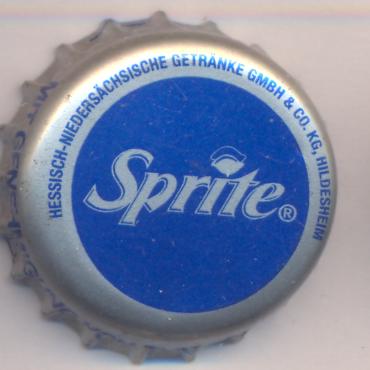 HESSISCH-NIEDERSÄCHSISCHE GETRÄNKE GMBH & CO. KG, HILDESHEIM
Sprite®